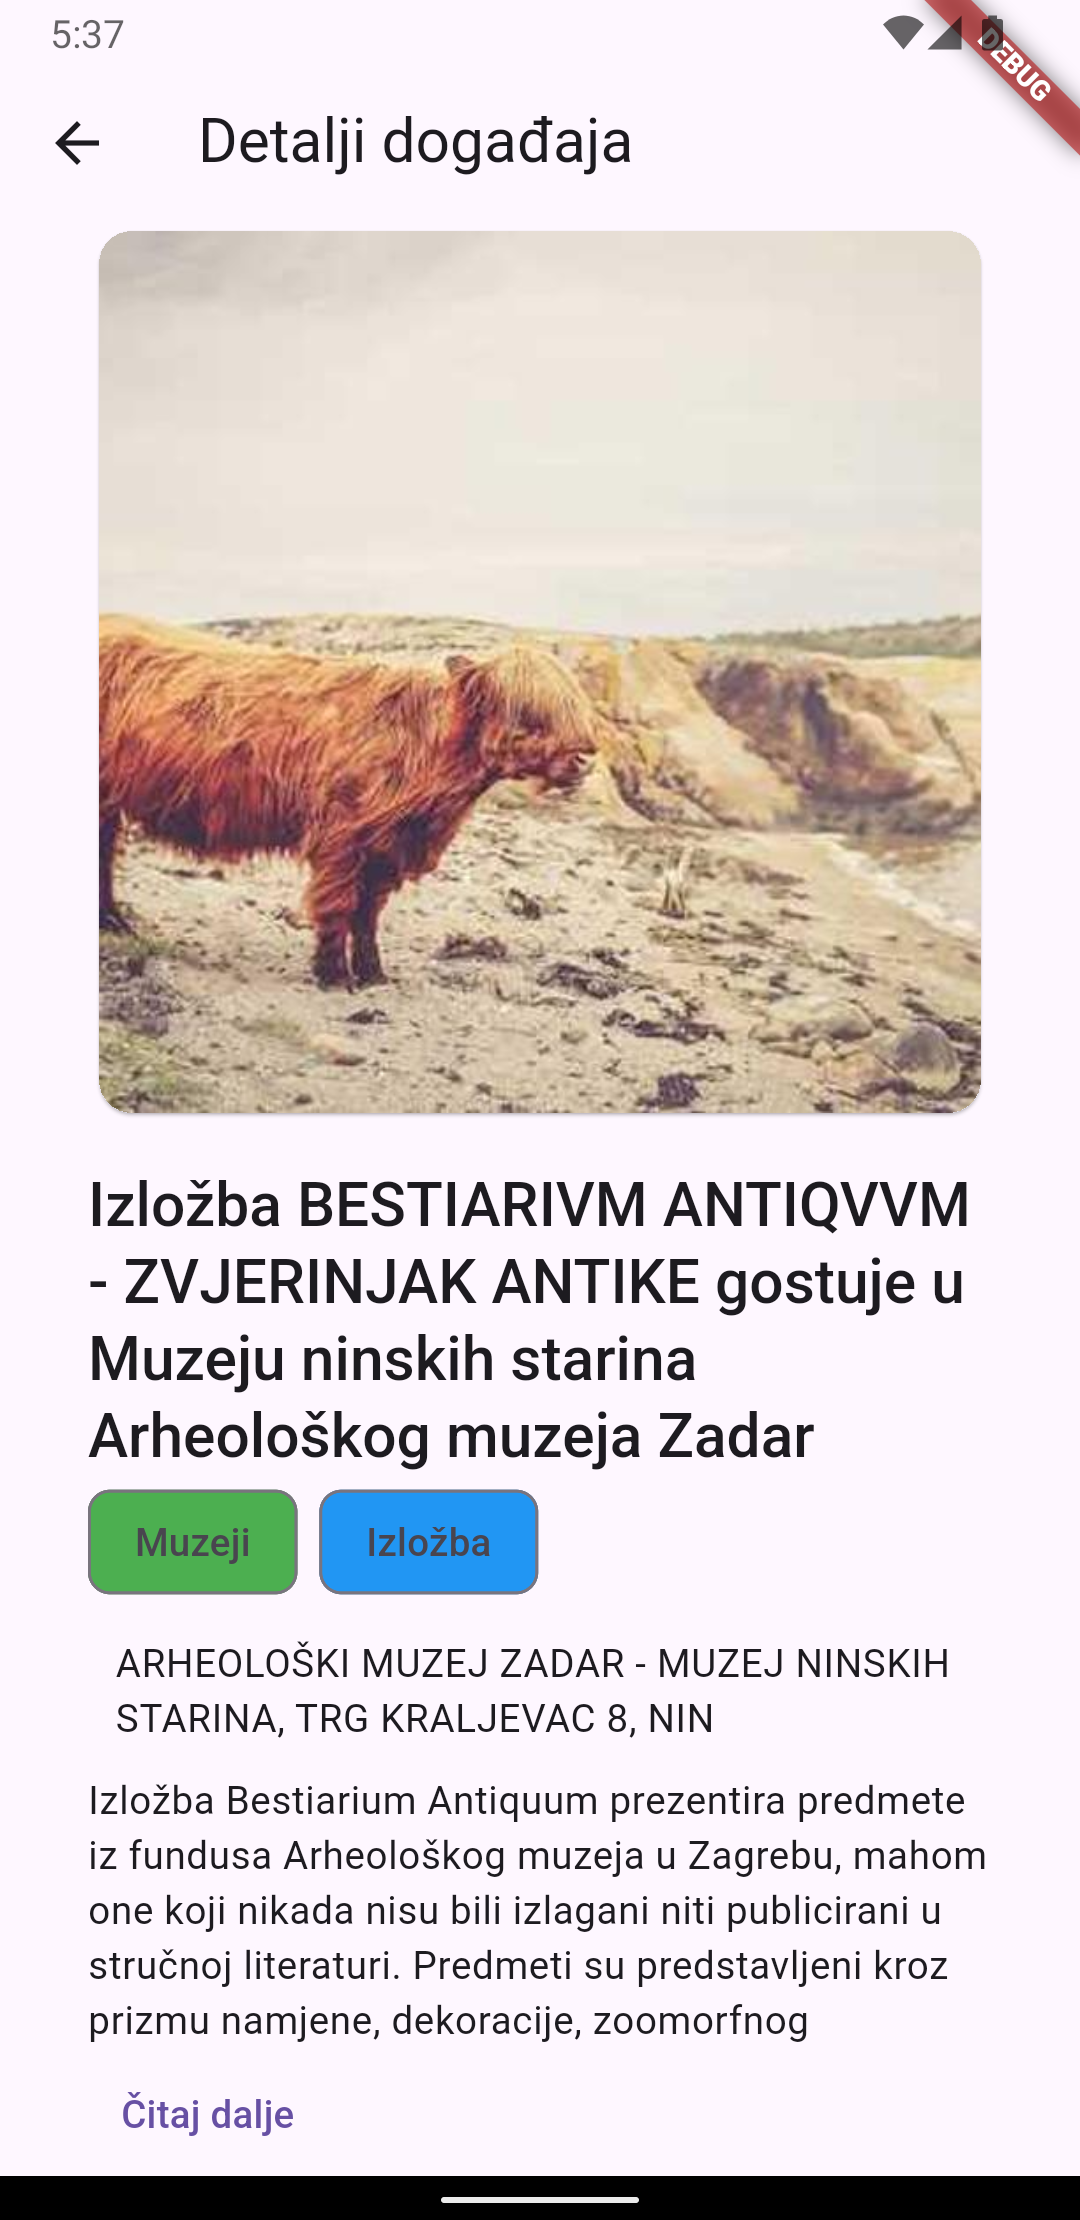 5:37
DEBUG
Detalji događaja
Izložba BESTIARIVM ANTIQVVM
- ZVJERINJAK ANTIKE gostuje u
Muzeju ninskih starina
Arheološkog muzeja Zadar
Muzeji
Izložba
ARHEOLOŠKI MUZEJ ZADAR - MUZEJ NINSKIH
STARINA, TRG KRALJEVAC 8, NIN
Izložba Bestiarium Antiquum prezentira predmete
iz fundusa Arheološkog muzeja u Zagrebu, mahom
one koji nikada nisu bili izlagani niti publicirani u
stručnoj literaturi. Predmeti su predstavljeni kroz
prizmu namjene, dekoracije, zoomorfnog
Čitaj dalje